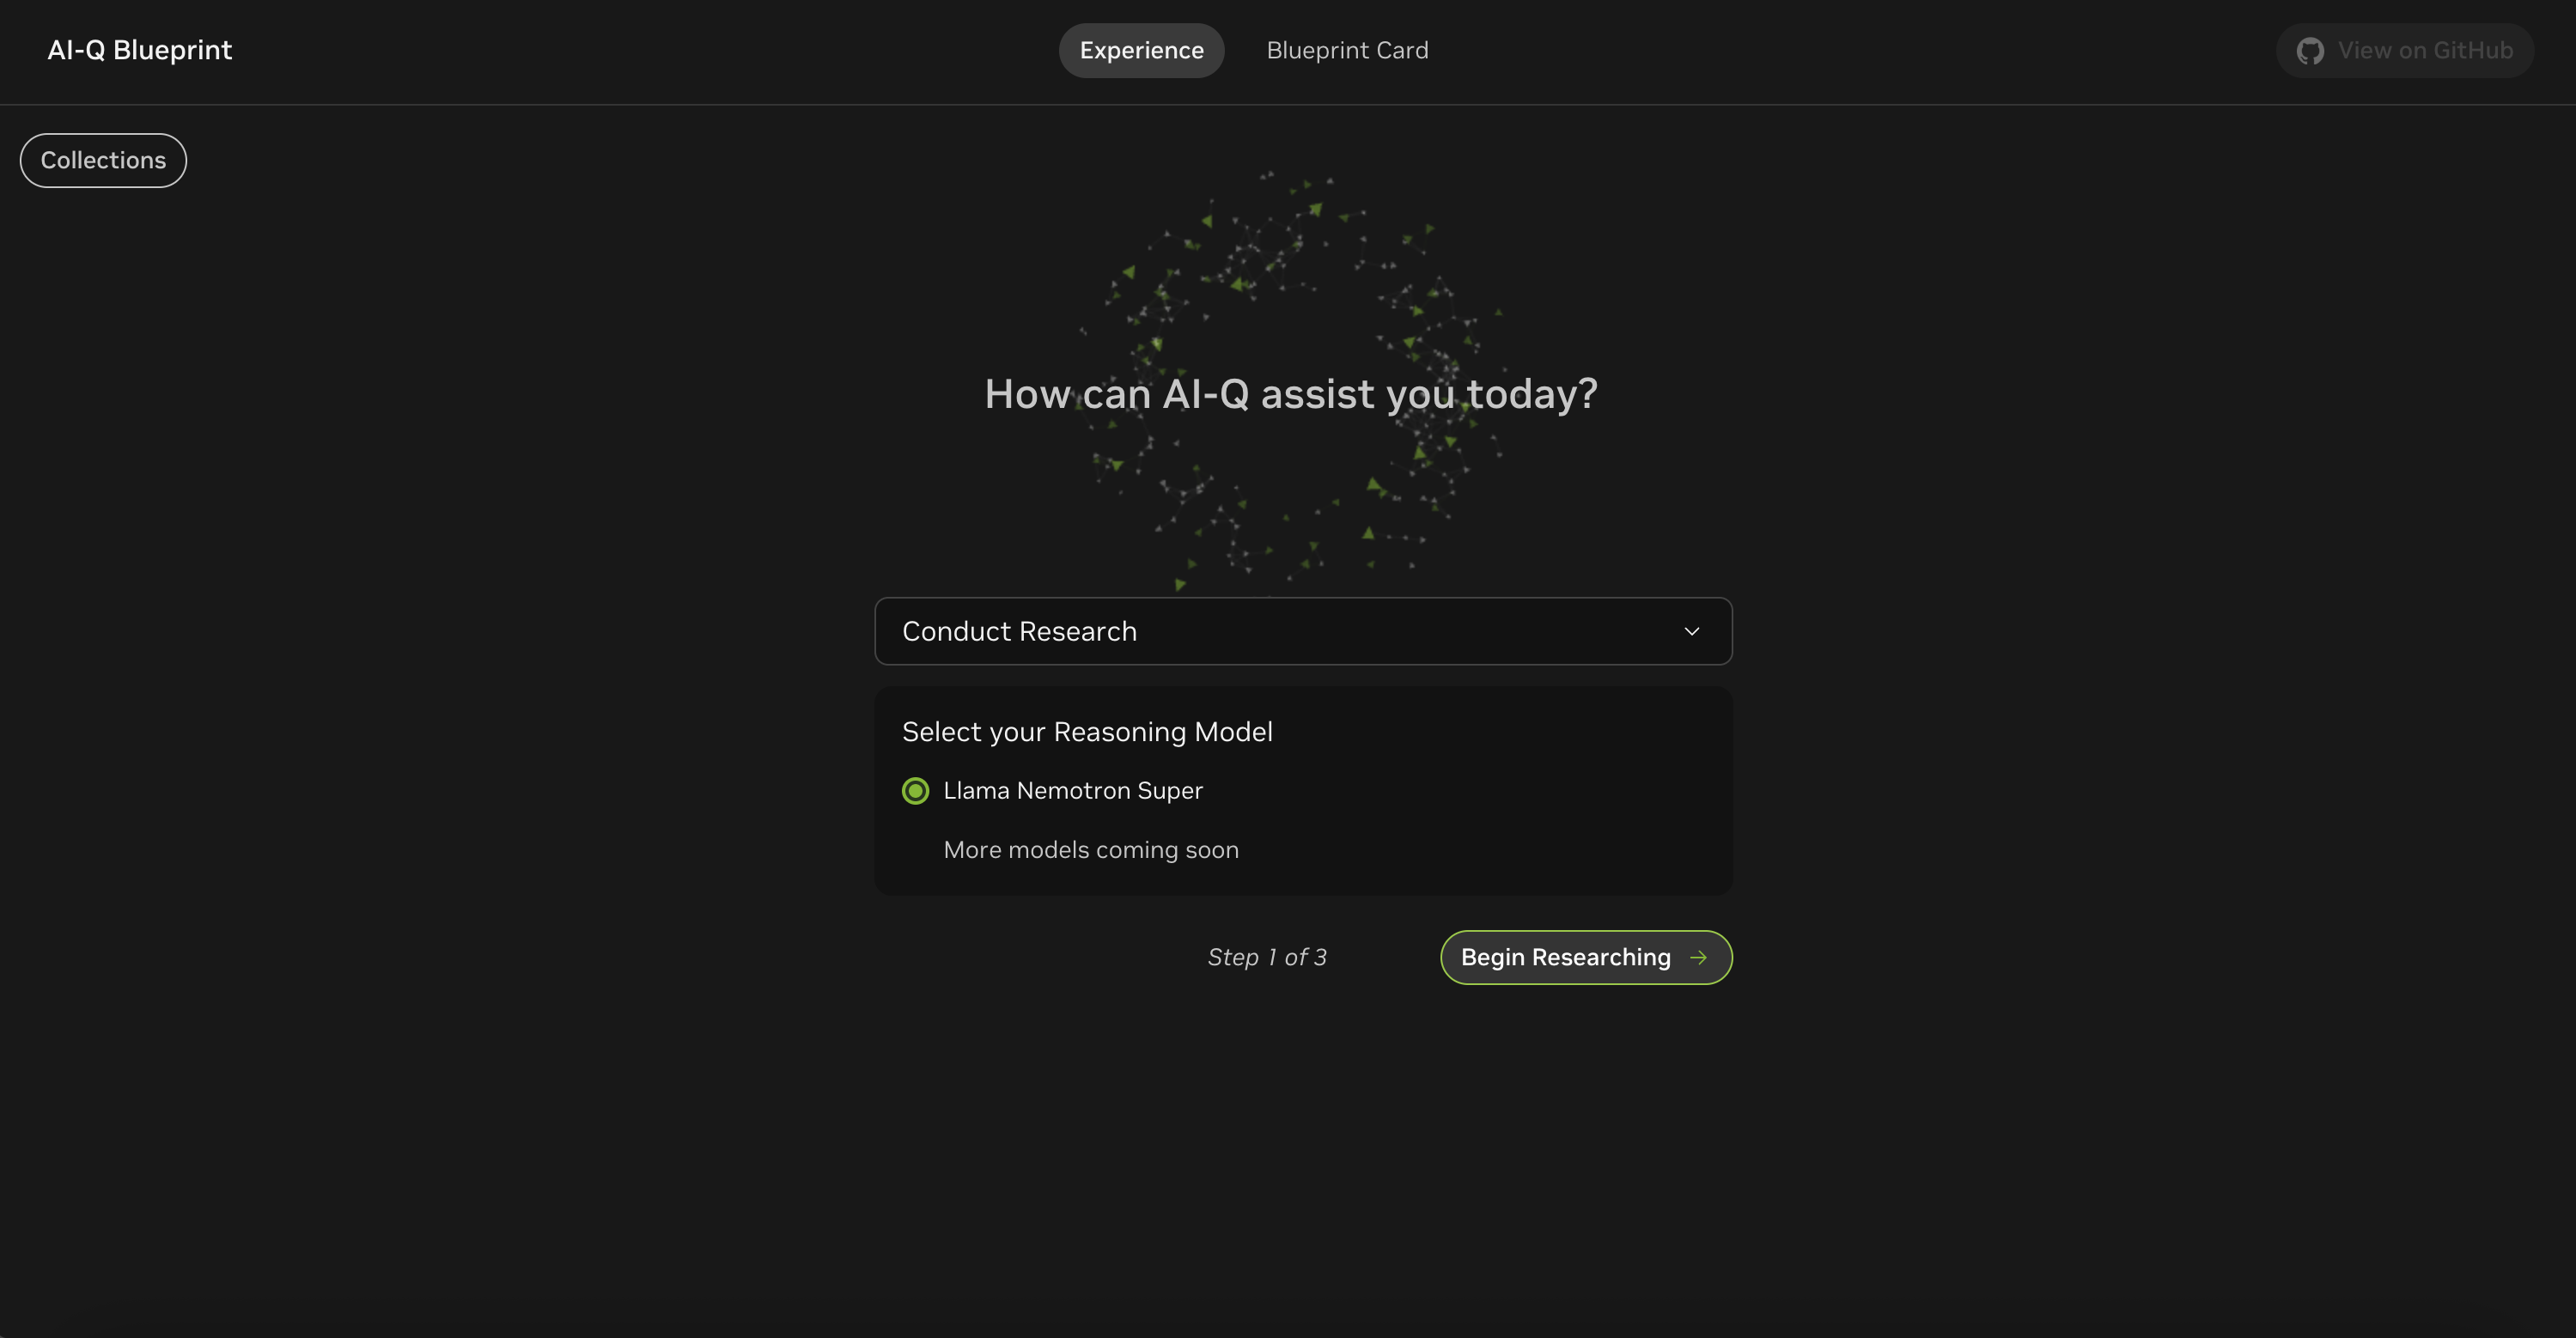 AI-Q Blueprint
Experience
Blueprint Card
View on GitHub
Collections
How can AI-Q assist you today?
Conduct Research
Select your Reasoning Model
Llama Nemotron Super
More models coming soon
Step 1 of 3
Begin Researching